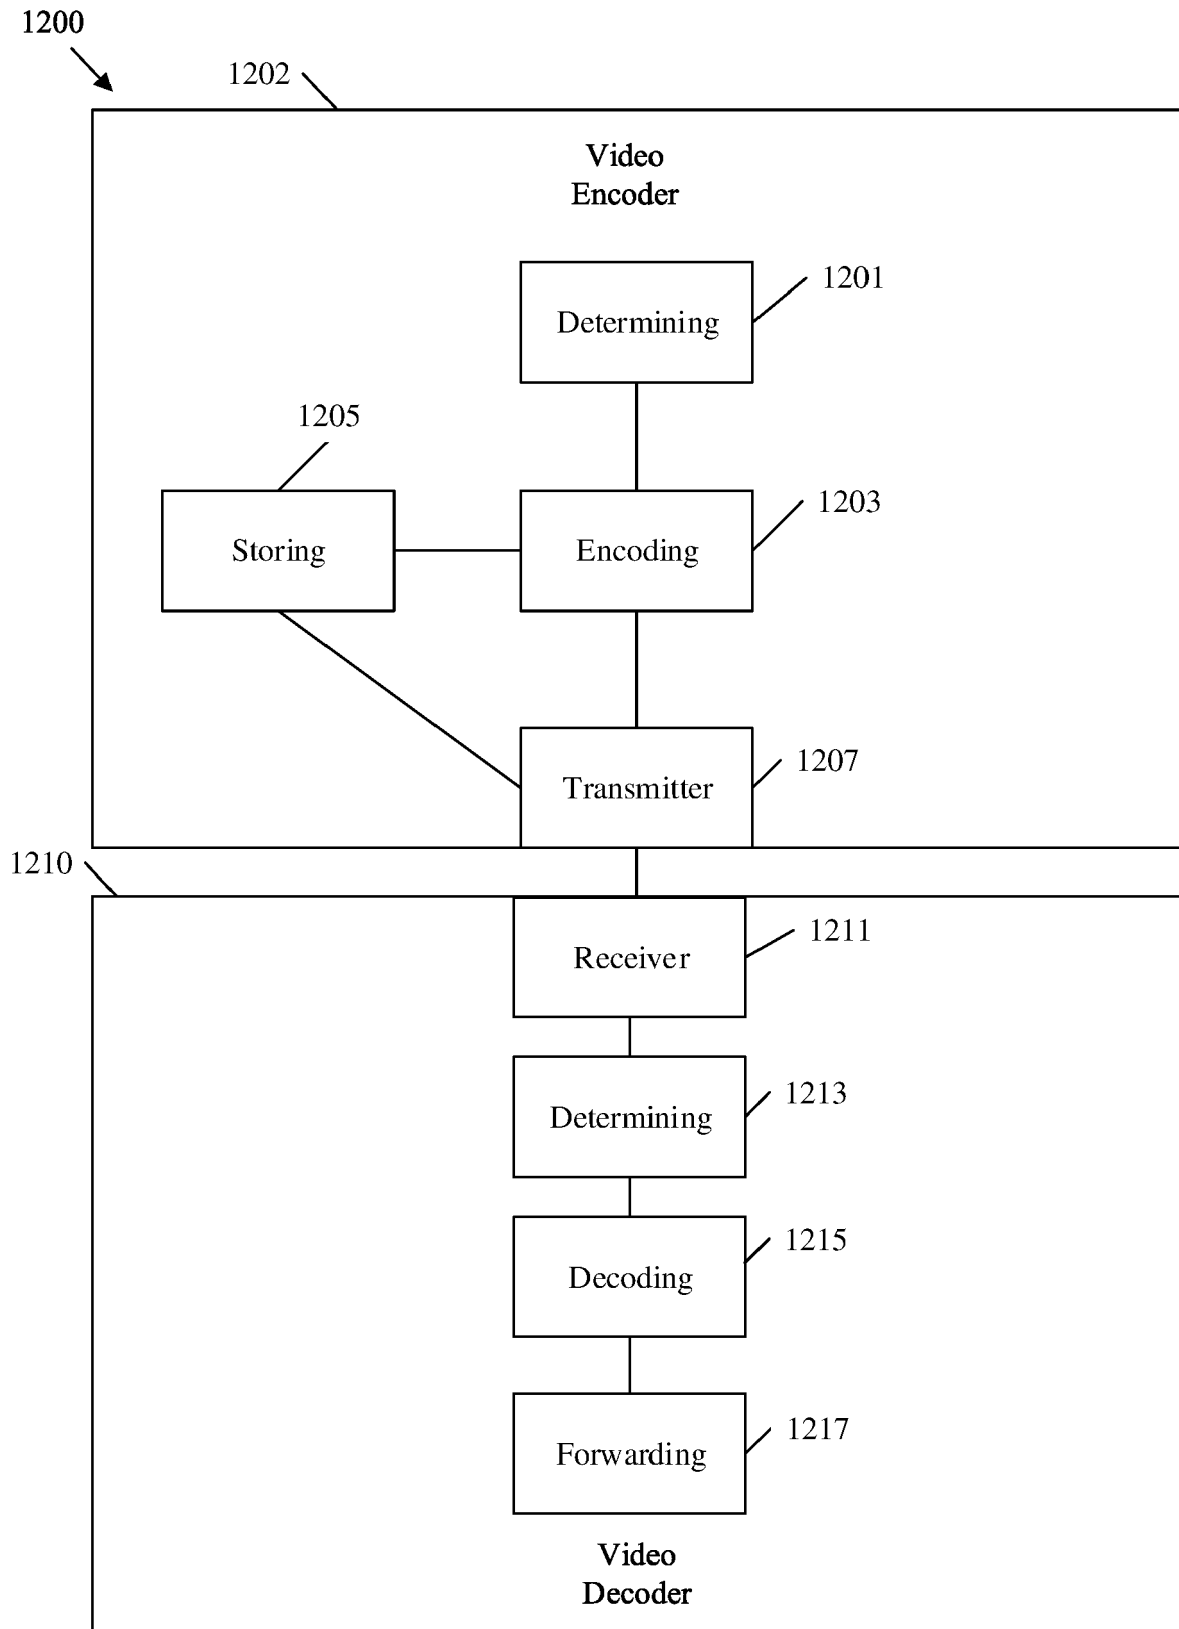 1200
1202
Video
Encoder
1201
Determining
1205
1203
Storing
Encoding
1207
Transmitter
1210
1211
Receiver
1213
Determining
1215
Decoding
1217
Forwarding
Video
Decoder